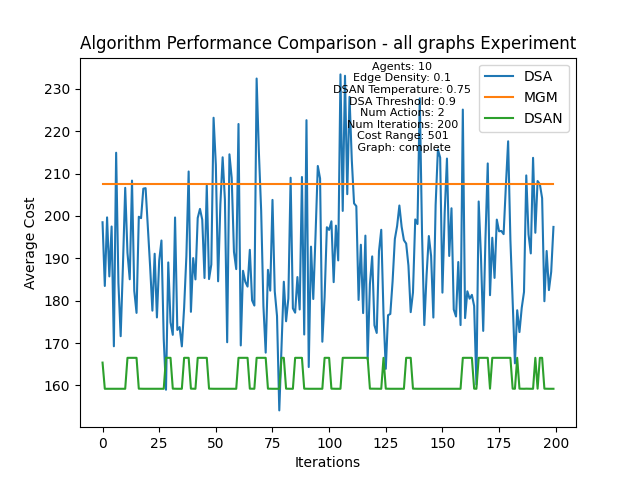 Algorithm Performance Comparison - all graphs Experiment
Agents: 10
Edge Density: 0.1
DSAN Temperature: 0.75
DSA Threshold: 0.9
Num Actions: 2
Num Iterations: 200
Cost Range: 501
Graph: complete
DSA
MGM
DSAN
Average Cost
230
220
210
200
190
180
170
160
0
25
50
75
100
125
150
175
200
Iterations